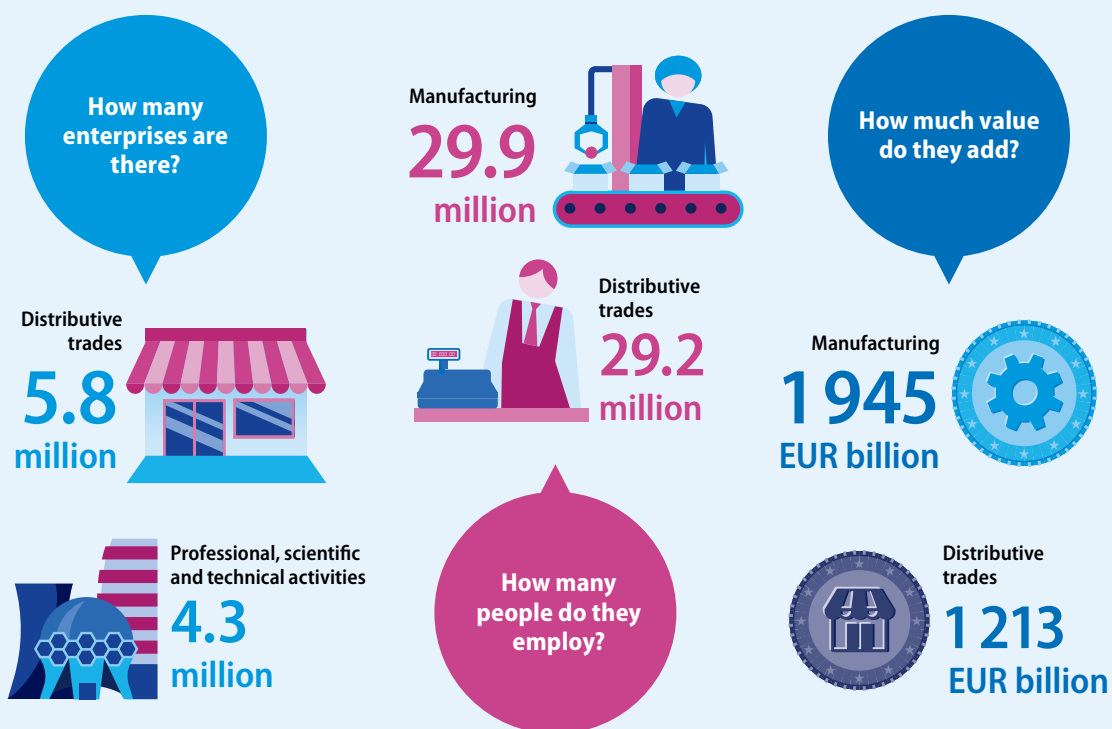 How many
enterprises are
there?
Distributive
trades
5.8
million
Professional, scientific
and technical activities
4.3
million
Manufacturing
29.9
million
Distributive
trades
29.2
million
How many
people do they
employ?
How much value
do they add?
Manufacturing
1 945
EUR billion
Distributive
trades
1 213
EUR billion